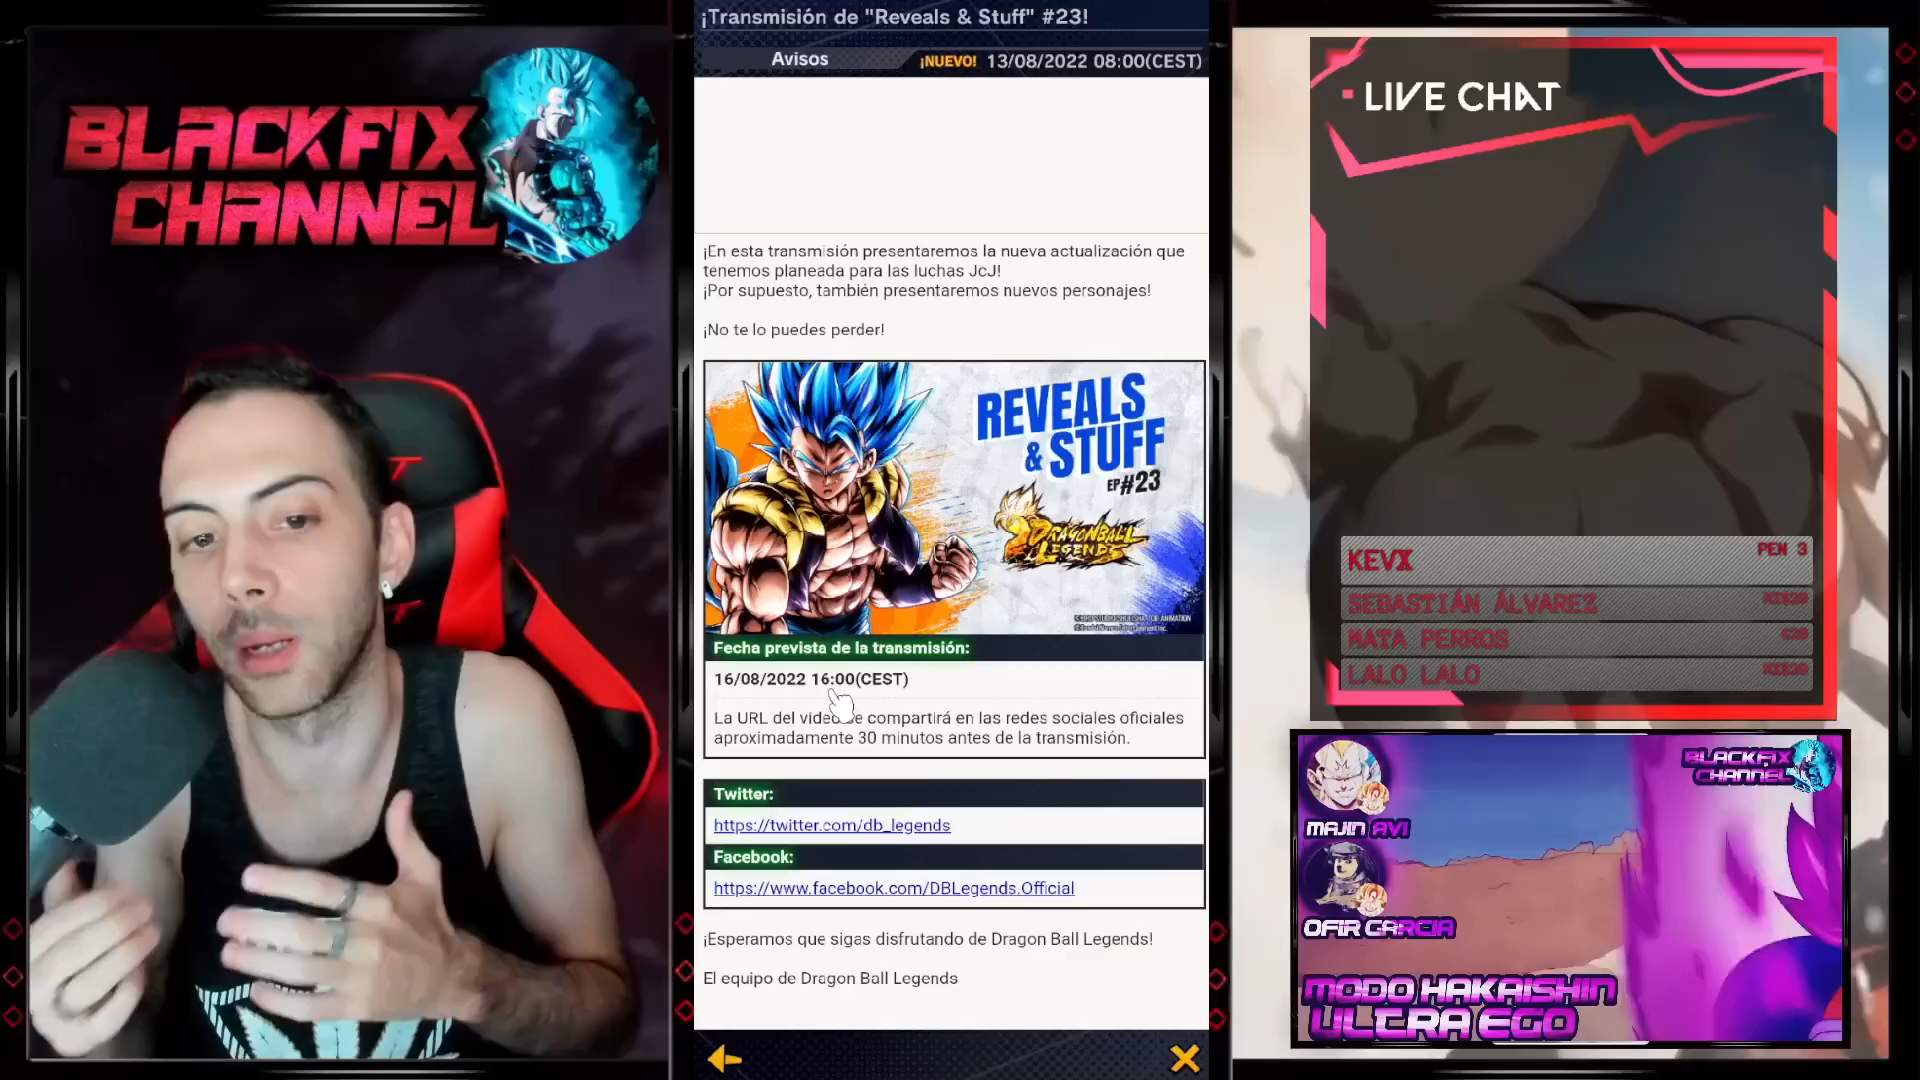 BLACKFIX
CHANNEL
¡Transmisión de "Reveals & Stuff" #23!
Avisos
¡NUEVO! 13/08/2022 08:00(CEST)
¡En esta transmisión presentaremos la nueva actualización que
tenemos planeada para las luchas JcJ!
¡Por supuesto, también presentaremos nuevos personajes!
¡No te lo puedes perder!
REVEALS
& STUFF
EP#23
DRAGONBALL
LEGENDS
Fecha prevista de la transmisión:
16/08/2022 16:00(CEST)
La URL del video se compartirá en las redes sociales oficiales
aproximadamente 30 minutos antes de la transmisión.
Twitter:
https://twitter.com/db_legends
Facebook:
https://www.facebook.com/DBLegends.Official
¡Esperamos que sigas disfrutando de Dragon Ball Legends!
El equipo de Dragon Ball Legends
LIVE CHAT
KEVX PEN 3
SEBASTIÁN ÁLVAREZ
MATA PERROS
LALO LALO
BLACKFIX
CHANNEL
MAJIN AVI
OFIR GARCIA
MODO HAKAISHIN
ULTRA EGO